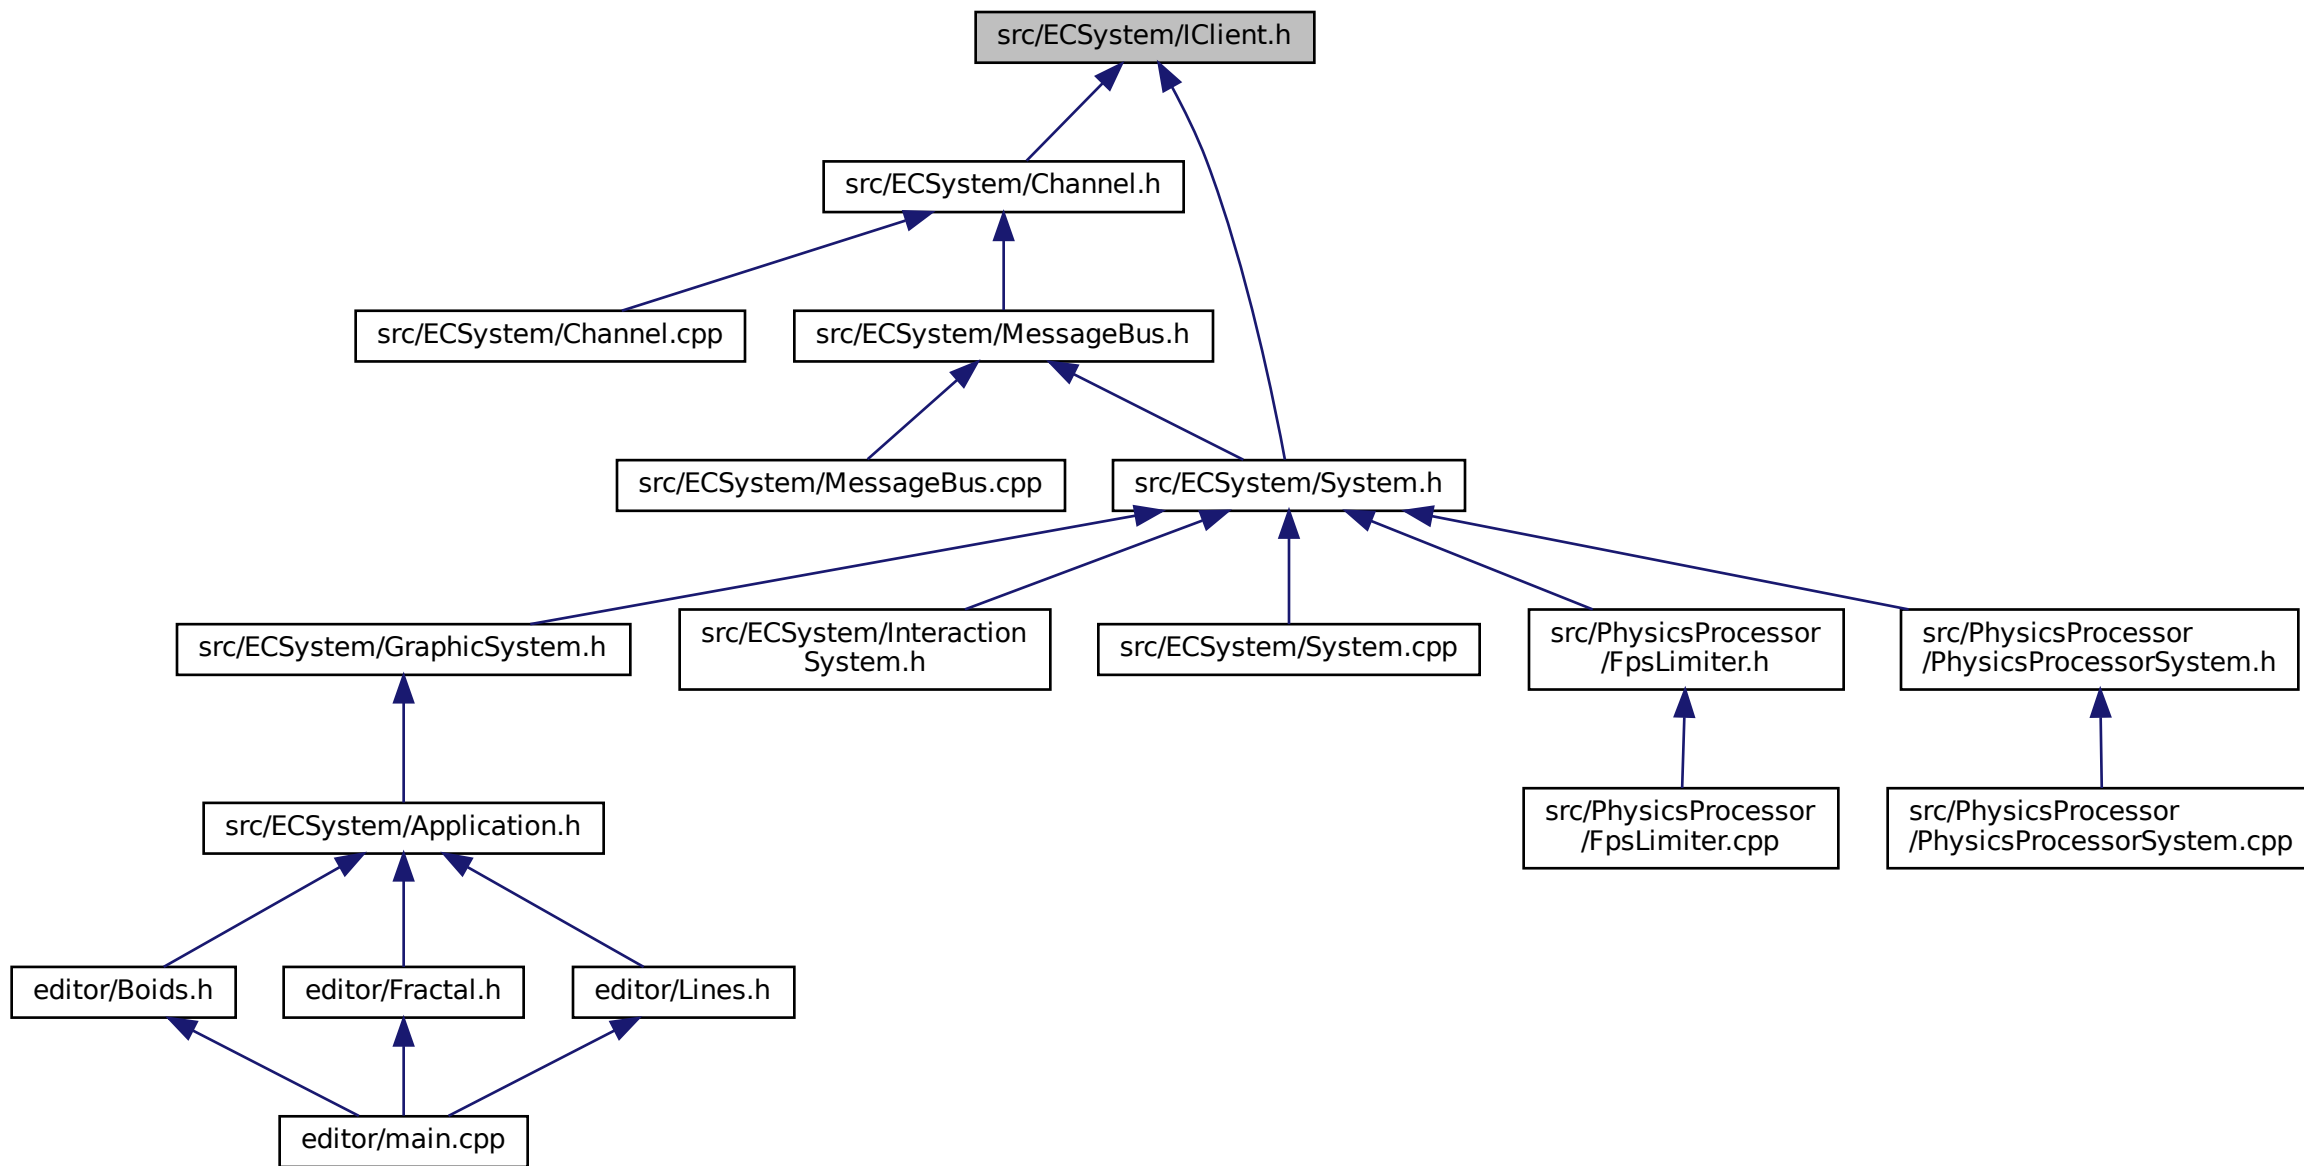 src/ECSystem/IClient.h
src/ECSystem/Channel.h
src/ECSystem/Channel.cpp
src/ECSystem/MessageBus.h
src/ECSystem/MessageBus.cpp
src/ECSystem/System.h
src/ECSystem/GraphicSystem.h
src/ECSystem/Interaction
System.h
src/ECSystem/System.cpp
src/PhysicsProcessor
/FpsLimiter.h
src/PhysicsProcessor
/PhysicsProcessorSystem.h
src/ECSystem/Application.h
src/PhysicsProcessor
/FpsLimiter.cpp
src/PhysicsProcessor
/PhysicsProcessorSystem.cpp
editor/Boids.h
editor/Fractal.h
editor/Lines.h
editor/main.cpp